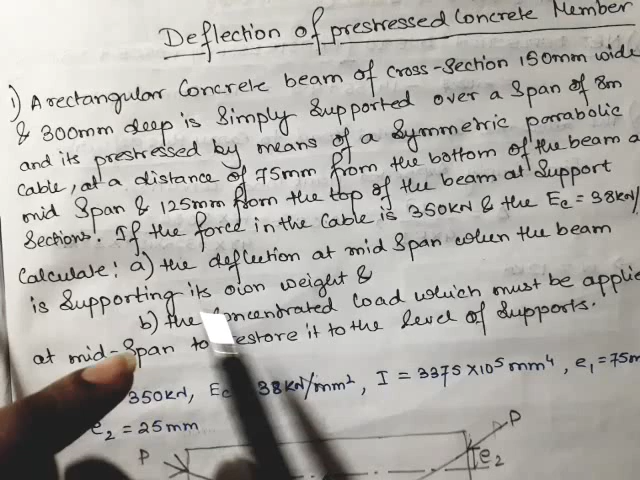 Deflection of prestressed Concrete Member
1) A rectangular Concrete beam of cross-Section 150mm wide
& 300mm deep is Simply Supported over a Span of 8m
and its prestressed by means of a Symmetric parrabolic
Cable, at a distance of 75mm from the bottom of the beam a
mid Span & 125mm from the top of the beam at Support
Sections. If the force in the Cable is 350KN & the Ec = 38KN/
Calculate: a) the deflection at mid Span when the beam
is Supporting its own weight &
b) the Concentrated load which must be applie
at mid-Span to restore it to the level of Supports.
350KN, Ec 38KN/mm², I = 3375 x 10⁵ mm⁴, e₁ = 75m
e₂ = 25mm
P
P
e₂